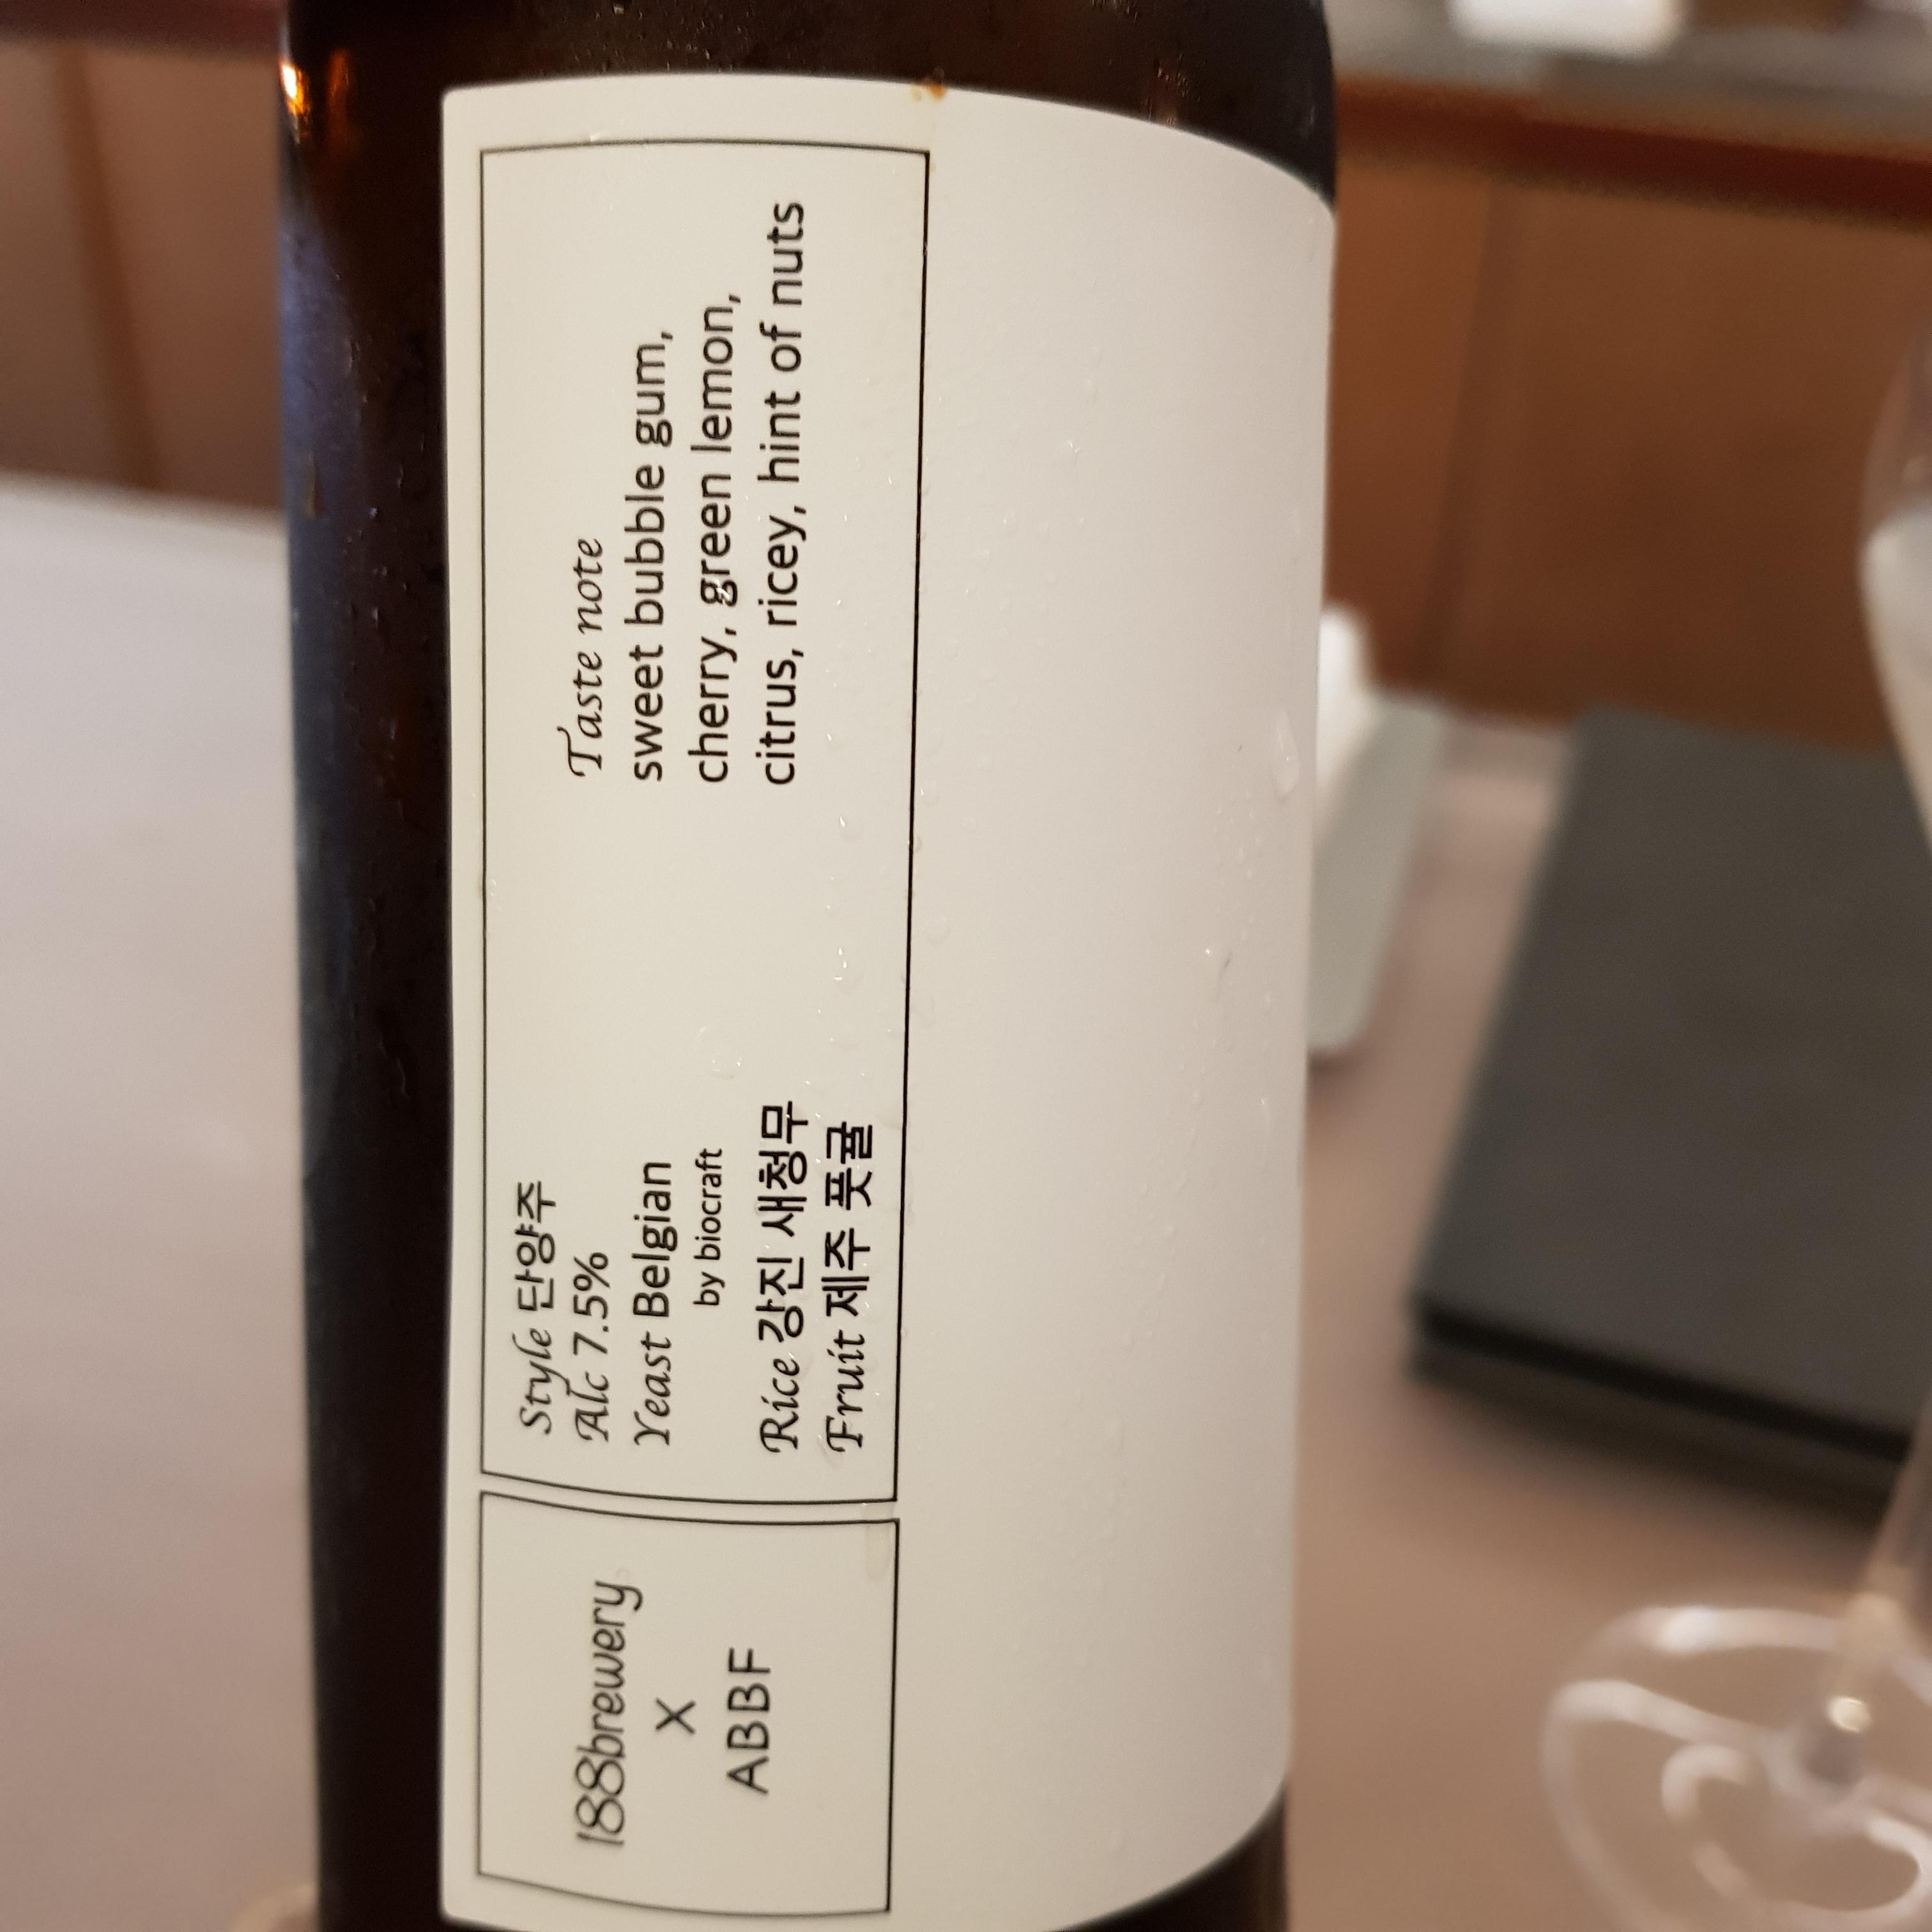 188brewery
X
ABBF
Style 단양주
Alc 7.5%
Yeast Belgian
by biocraft
Rice 강진 새청무
Fruit 제주 풋귤
Taste note
sweet bubble gum,
cherry, green lemon,
citrus, ricey, hint of nuts